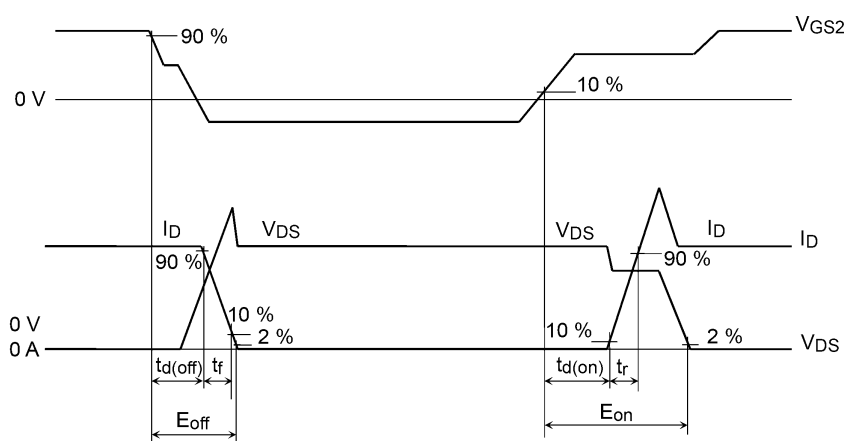 VGS2
90 %
10 %
0 V
ID
VDS
VDS
ID
ID
90 %
90 %
10 %
10 %
2 %
2 %
0 V
0 A
VDS
td(off)
tf
td(on)
tr
Eoff
Eon